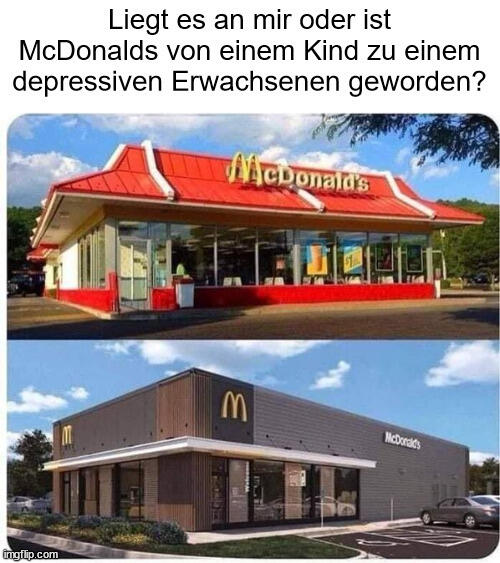 Liegt es an mir oder ist
McDonalds von einem Kind zu einem
depressiven Erwachsenen geworden?
McDonald's
M
M
McDonald's
imgflip.com